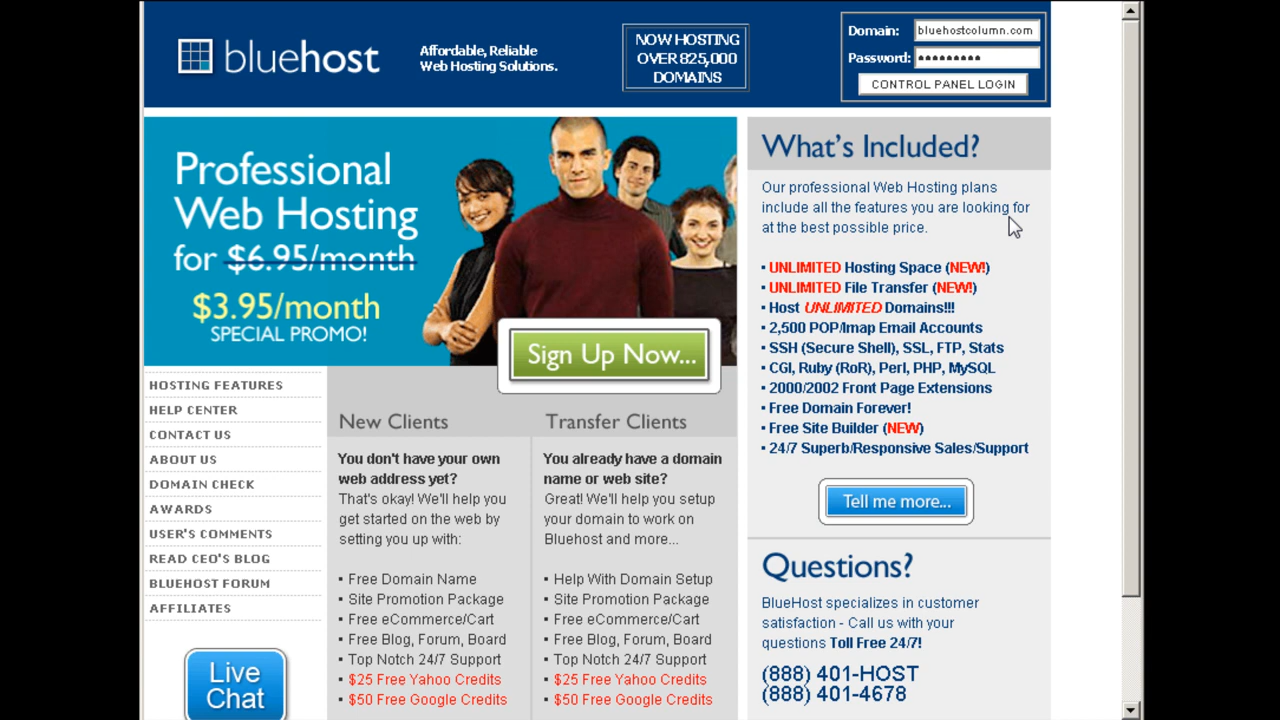 bluehost
Affordable, Reliable
Web Hosting Solutions.
NOW HOSTING
OVER 825,000
DOMAINS
Domain: bluehostcolumn.com
Password: •••••••••
CONTROL PANEL LOGIN
Professional
Web Hosting
for $6.95/month
$3.95/month
SPECIAL PROMO!
Sign Up Now...
HOSTING FEATURES
HELP CENTER
CONTACT US
ABOUT US
DOMAIN CHECK
AWARDS
USER'S COMMENTS
READ CEO'S BLOG
BLUEHOST FORUM
AFFILIATES
Live
Chat
New Clients
You don't have your own
web address yet?
That's okay! We'll help you
get started on the web by
setting you up with:
▪ Free Domain Name
▪ Site Promotion Package
▪ Free eCommerce/Cart
▪ Free Blog, Forum, Board
▪ Top Notch 24/7 Support
▪ $25 Free Yahoo Credits
▪ $50 Free Google Credits
Transfer Clients
You already have a domain
name or web site?
Great! We'll help you setup
your domain to work on
Bluehost and more...
▪ Help With Domain Setup
▪ Site Promotion Package
▪ Free eCommerce/Cart
▪ Free Blog, Forum, Board
▪ Top Notch 24/7 Support
▪ $25 Free Yahoo Credits
▪ $50 Free Google Credits
What's Included?
Our professional Web Hosting plans
include all the features you are looking for
at the best possible price.
▪ UNLIMITED Hosting Space (NEW!)
▪ UNLIMITED File Transfer (NEW!)
▪ Host UNLIMITED Domains!!!
▪ 2,500 POP/Imap Email Accounts
▪ SSH (Secure Shell), SSL, FTP, Stats
▪ CGI, Ruby (RoR), Perl, PHP, MySQL
▪ 2000/2002 Front Page Extensions
▪ Free Domain Forever!
▪ Free Site Builder (NEW)
▪ 24/7 Superb/Responsive Sales/Support
Tell me more...
Questions?
BlueHost specializes in customer
satisfaction - Call us with your
questions Toll Free 24/7!
(888) 401-HOST
(888) 401-4678